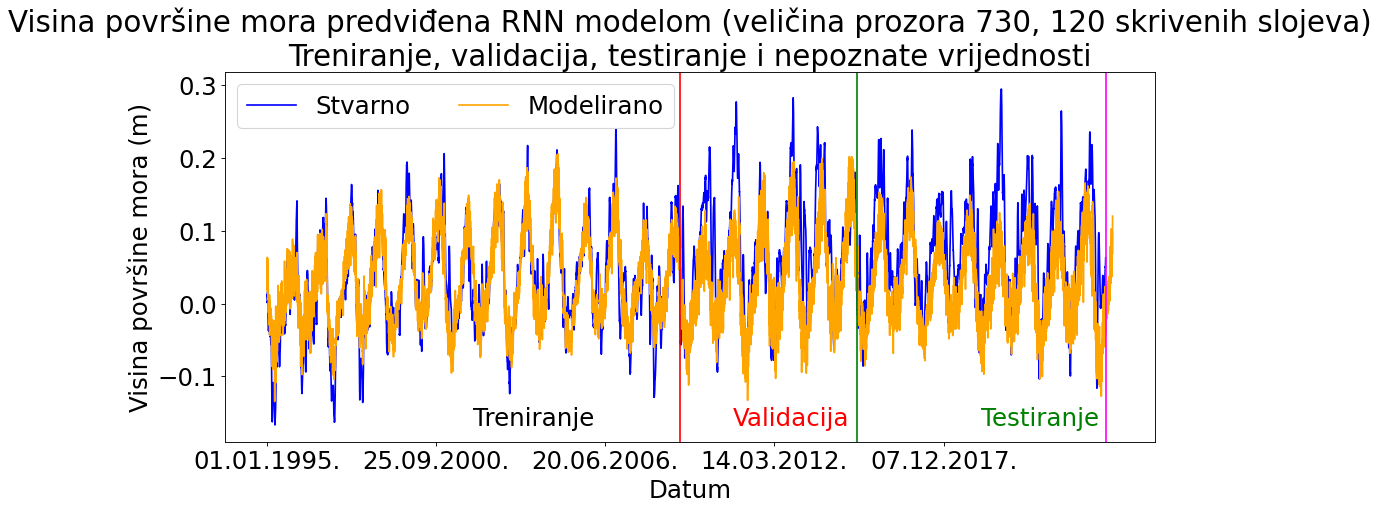 Visina površine mora predviđena RNN modelom (veličina prozora 730, 120 skrivenih slojeva)
Treniranje, validacija, testiranje i nepoznate vrijednosti
Stvarno
Modelirano
Visina površine mora (m)
0.3
0.2
0.1
0.0
−0.1
Treniranje
Validacija
Testiranje
01.01.1995.
25.09.2000.
20.06.2006.
14.03.2012.
07.12.2017.
Datum